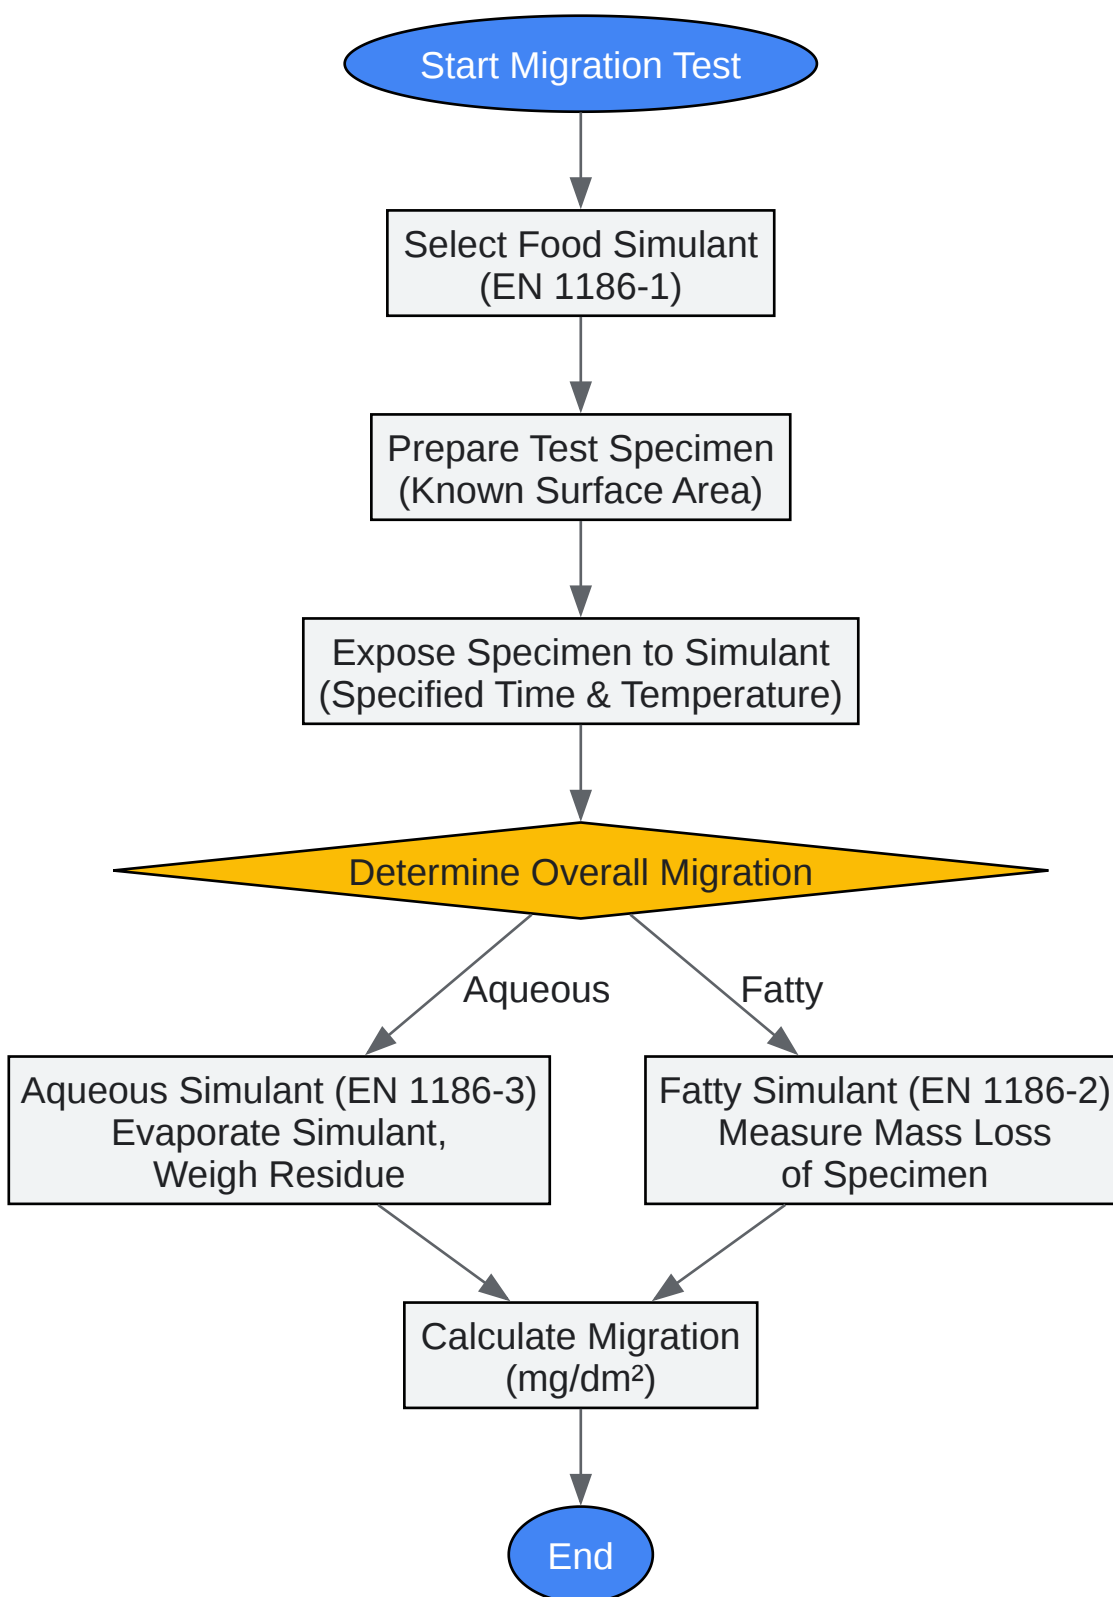 Start Migration Test
Select Food Simulant
(EN 1186-1)
Prepare Test Specimen
(Known Surface Area)
Expose Specimen to Simulant
(Specified Time & Temperature)
Determine Overall Migration
Aqueous
Fatty
Aqueous Simulant (EN 1186-3)
Evaporate Simulant,
Weigh Residue
Fatty Simulant (EN 1186-2)
Measure Mass Loss
of Specimen
Calculate Migration
(mg/dm²)
End